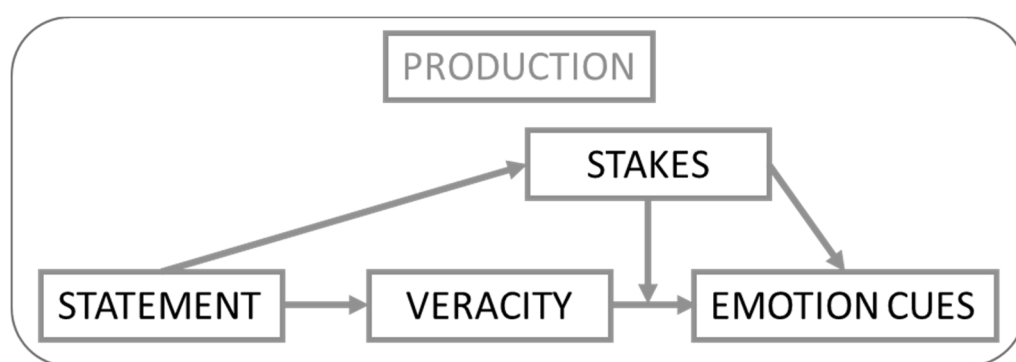 PRODUCTION
STAKES
STATEMENT
VERACITY
EMOTION CUES